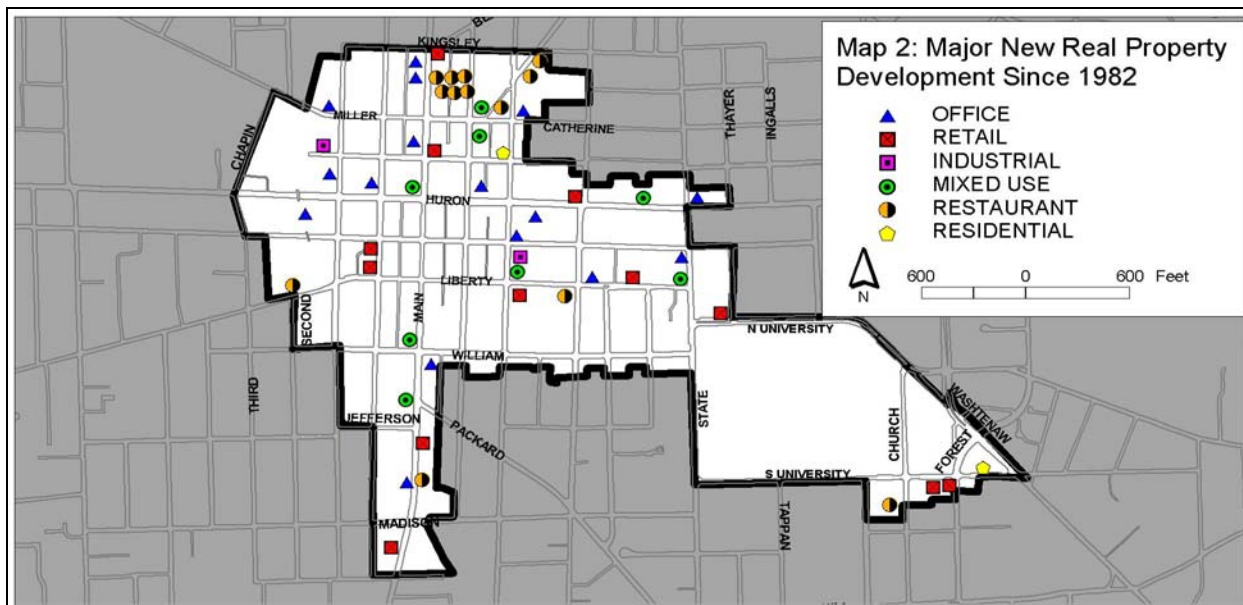 BE
KINGSLEY
Map 2: Major New Real Property
Development Since 1982
OFFICE
RETAIL
INDUSTRIAL
MIXED USE
RESTAURANT
RESIDENTIAL
N
600 0 600 Feet
MILLER
CATHERINE
THAYER
INGALLS
CHAPIN
HURON
LIBERTY
SECOND
MAIN
N UNIVERSITY
WILLIAM
THIRD
JEFFERSON
PACKARD
STATE
CHURCH
FOREST
WASHTENAW
S UNIVERSITY
TAPPAN
MADISON